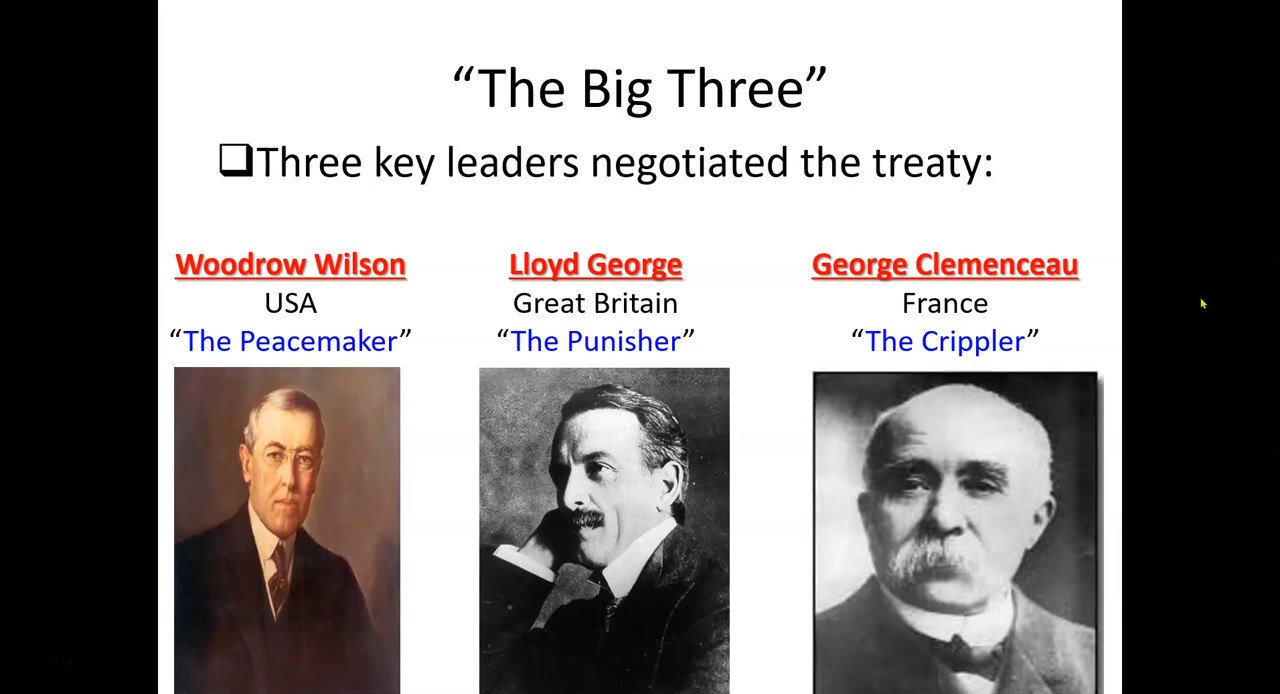 “The Big Three”
❑Three key leaders negotiated the treaty:
Woodrow Wilson
USA
“The Peacemaker”
Lloyd George
Great Britain
“The Punisher”
George Clemenceau
France
“The Crippler”